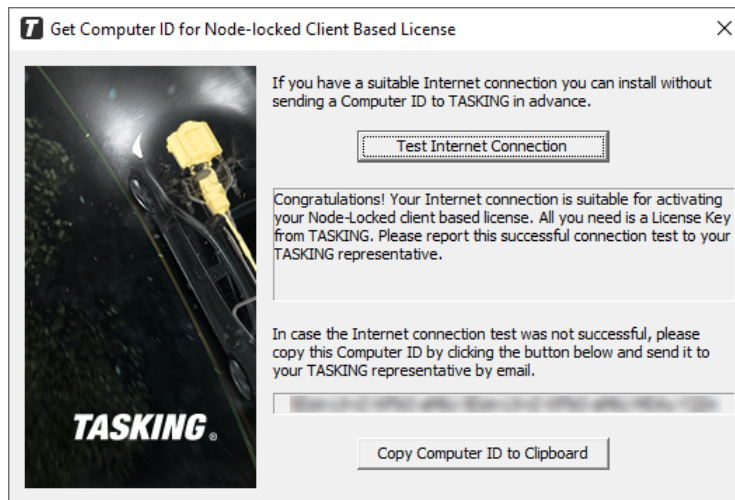 T Get Computer ID for Node-locked Client Based License
If you have a suitable Internet connection you can install without
sending a Computer ID to TASKING in advance.
Test Internet Connection
Congratulations! Your Internet connection is suitable for activating
your Node-Locked client based license. All you need is a License Key
from TASKING. Please report this successful connection test to your
TASKING representative.
In case the Internet connection test was not successful, please
copy this Computer ID by clicking the button below and send it to
your TASKING representative by email.
TASKING®
Copy Computer ID to Clipboard